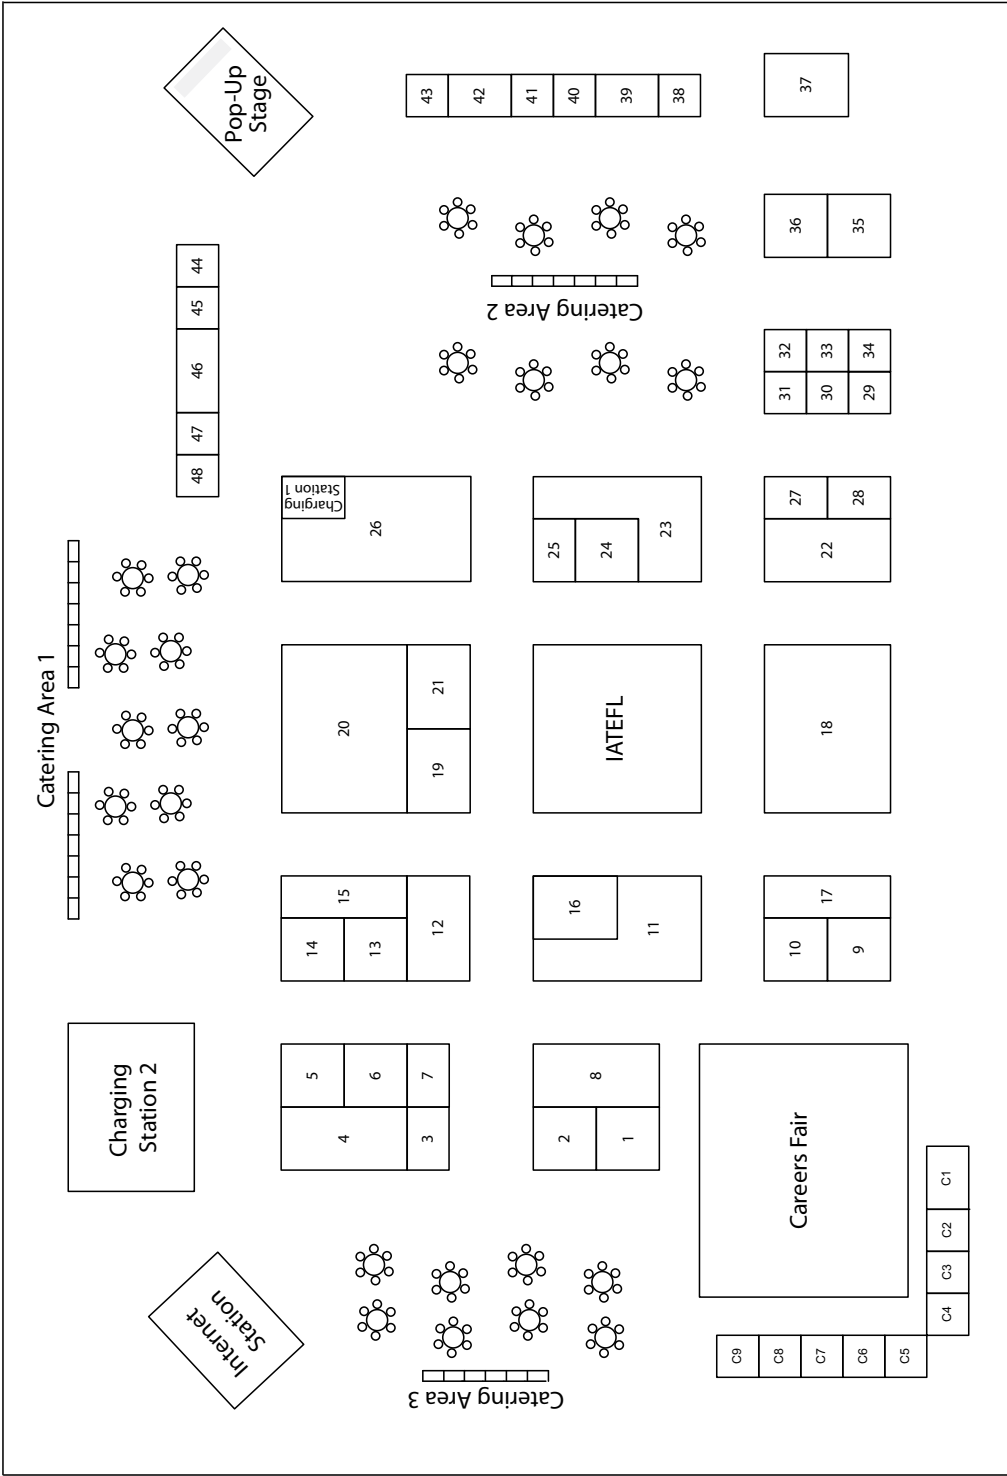 Pop-Up
Stage
43
42
41
40
39
38
37
36
35
44
45
46
47
48
Catering Area 2
32
33
34
31
30
29
Charging
Station 1
26
25
24
23
27
28
22
Catering Area 1
20
21
19
IATEFL
18
15
14
13
12
16
11
17
10
9
Charging
Station 2
5
6
7
4
3
8
2
1
Careers Fair
C1
C2
C3
C4
C5
C6
C7
C8
C9
Internet
Station
Catering Area 3